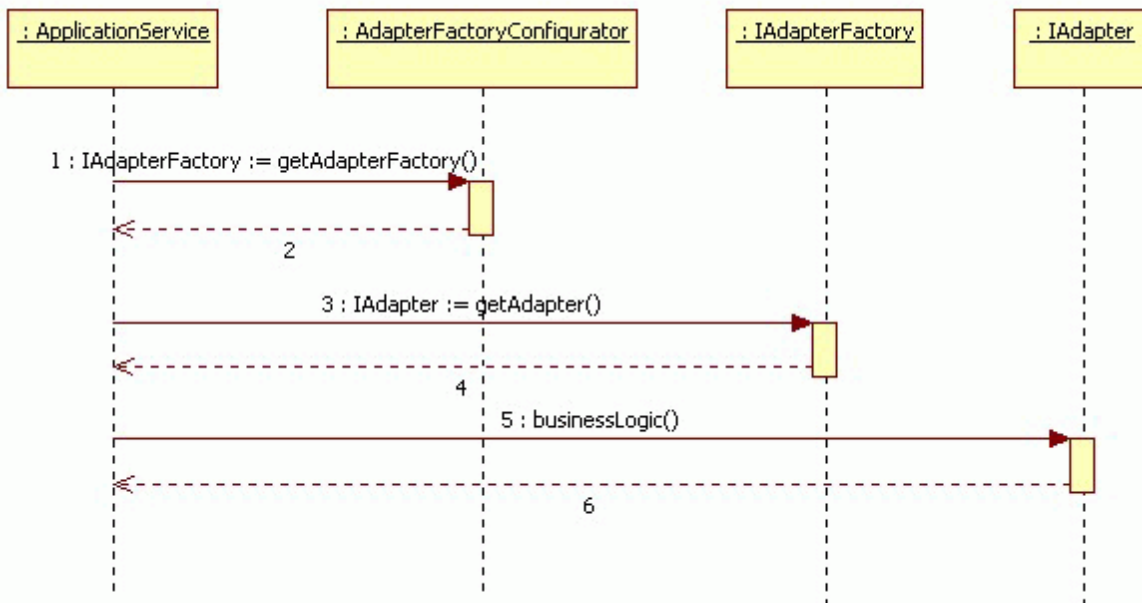 : ApplicationService
: AdapterFactoryConfigurator
: IAdapterFactory
: IAdapter
1 : IAdapterFactory := getAdapterFactory()
2
3 : IAdapter := getAdapter()
4
5 : businessLogic()
6